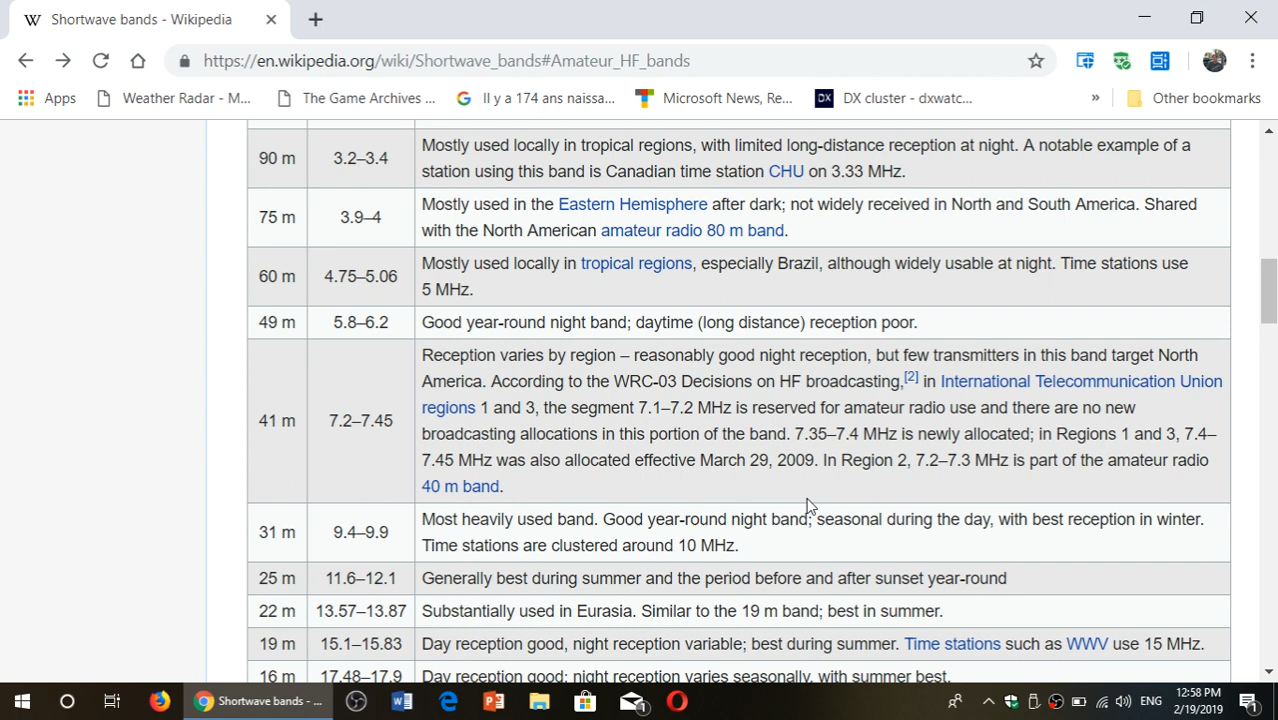 Shortwave bands - Wikipedia
https://en.wikipedia.org/wiki/Shortwave_bands#Amateur_HF_bands
Apps Weather Radar - M... The Game Archives ... Il y a 174 ans naissa... Microsoft News, Re... DX DX cluster - dxwatc... » Other bookmarks
90 m 3.2–3.4 Mostly used locally in tropical regions, with limited long-distance reception at night. A notable example of a
station using this band is Canadian time station CHU on 3.33 MHz.
75 m 3.9–4 Mostly used in the Eastern Hemisphere after dark; not widely received in North and South America. Shared
with the North American amateur radio 80 m band.
60 m 4.75–5.06 Mostly used locally in tropical regions, especially Brazil, although widely usable at night. Time stations use
5 MHz.
49 m 5.8–6.2 Good year-round night band; daytime (long distance) reception poor.
41 m 7.2–7.45 Reception varies by region – reasonably good night reception, but few transmitters in this band target North
America. According to the WRC-03 Decisions on HF broadcasting,[2] in International Telecommunication Union
regions 1 and 3, the segment 7.1–7.2 MHz is reserved for amateur radio use and there are no new
broadcasting allocations in this portion of the band. 7.35–7.4 MHz is newly allocated; in Regions 1 and 3, 7.4–
7.45 MHz was also allocated effective March 29, 2009. In Region 2, 7.2–7.3 MHz is part of the amateur radio
40 m band.
31 m 9.4–9.9 Most heavily used band. Good year-round night band; seasonal during the day, with best reception in winter.
Time stations are clustered around 10 MHz.
25 m 11.6–12.1 Generally best during summer and the period before and after sunset year-round
22 m 13.57–13.87 Substantially used in Eurasia. Similar to the 19 m band; best in summer.
19 m 15.1–15.83 Day reception good, night reception variable; best during summer. Time stations such as WWV use 15 MHz.
16 m 17.48–17.9 Day reception good; night reception varies seasonally, with summer best.
Shortwave bands - ... ENG 12:58 PM
2/19/2019